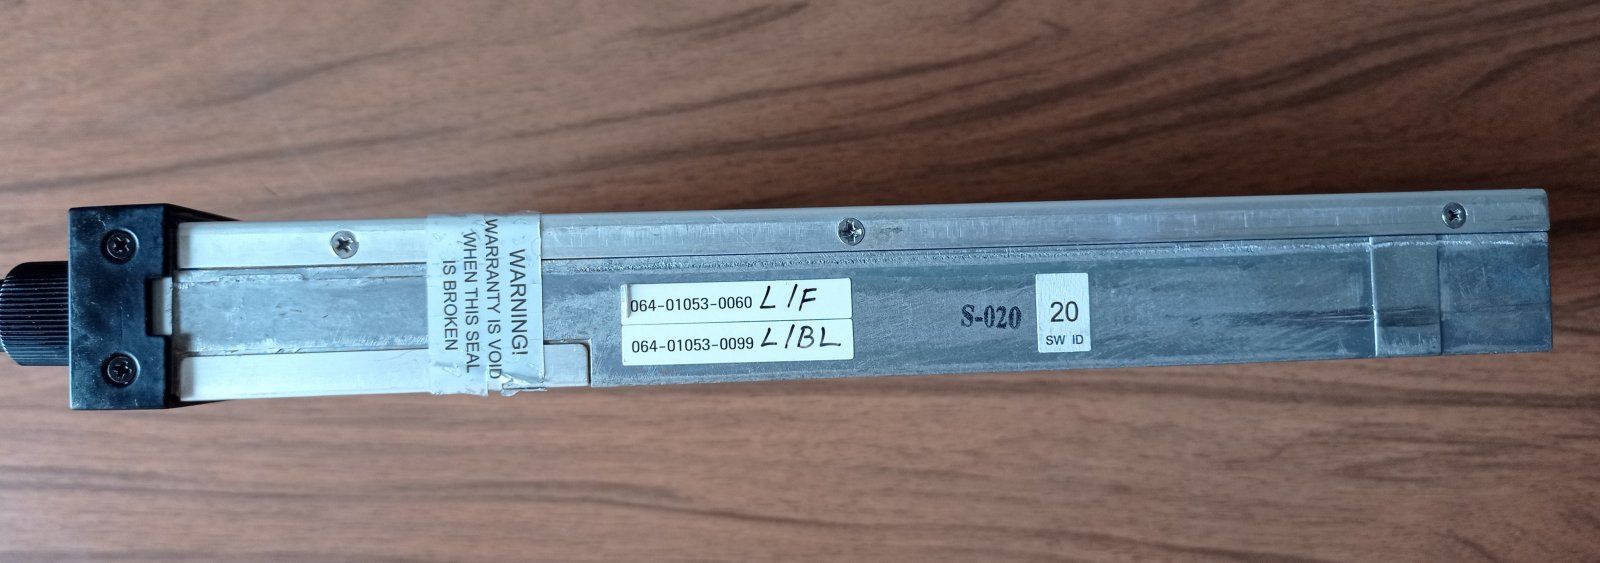 WARNING!
WARRANTY IS VOID
WHEN THIS SEAL
IS BROKEN
064-01053-0060 L/F
064-01053-0099 L/BL
S-020
20
SW ID